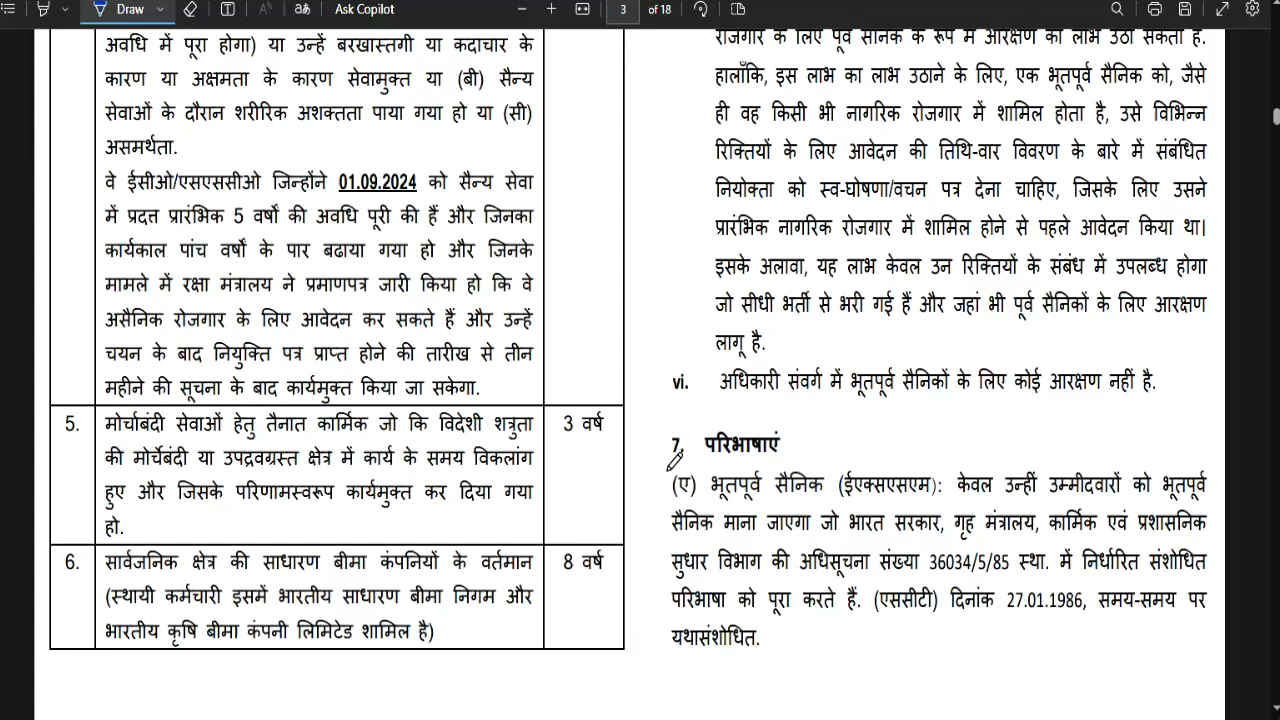 Draw
Ask Copilot
3 of 18
अवधि में पूरा होगा) या उन्हें बरखास्तगी या कदाचार के
कारण या अक्षमता के कारण सेवामुक्त या (बी) सैन्य
सेवाओं के दौरान शारीरिक अशक्तता पाया गया हो या (सी)
असमर्थता.
वे ईसीओ/एसएससीओ जिन्होंने 01.09.2024 को सैन्य सेवा
में प्रदत्त प्रारंभिक 5 वर्षों की अवधि पूरी की हैं और जिनका
कार्यकाल पांच वर्षों के पार बढाया गया हो और जिनके
मामले में रक्षा मंत्रालय ने प्रमाणपत्र जारी किया हो कि वे
असैनिक रोजगार के लिए आवेदन कर सकते हैं और उन्हें
चयन के बाद नियुक्ति पत्र प्राप्त होने की तारीख से तीन
महीने की सूचना के बाद कार्यमुक्त किया जा सकेगा.
5. मोर्चाबंदी सेवाओं हेतु तैनात कार्मिक जो कि विदेशी शत्रुता 3 वर्ष
की मोर्चेबंदी या उपद्रवग्रस्त क्षेत्र में कार्य के समय विकलांग
हुए और जिसके परिणामस्वरूप कार्यमुक्त कर दिया गया
हो.
6. सार्वजनिक क्षेत्र की साधारण बीमा कंपनियों के वर्तमान 8 वर्ष
(स्थायी कर्मचारी इसमें भारतीय साधारण बीमा निगम और
भारतीय कृषि बीमा कंपनी लिमिटेड शामिल है)
रोजगार के लिए पूर्व सैनिक के रूप में आरक्षण का लाभ उठा सकता है.
हालाँकि, इस लाभ का लाभ उठाने के लिए, एक भूतपूर्व सैनिक को, जैसे
ही वह किसी भी नागरिक रोजगार में शामिल होता है, उसे विभिन्न
रिक्तियों के लिए आवेदन की तिथि-वार विवरण के बारे में संबंधित
नियोक्ता को स्व-घोषणा/वचन पत्र देना चाहिए, जिसके लिए उसने
प्रारंभिक नागरिक रोजगार में शामिल होने से पहले आवेदन किया था।
इसके अलावा, यह लाभ केवल उन रिक्तियों के संबंध में उपलब्ध होगा
जो सीधी भर्ती से भरी गई हैं और जहां भी पूर्व सैनिकों के लिए आरक्षण
लागू है.
vi. अधिकारी संवर्ग में भूतपूर्व सैनिकों के लिए कोई आरक्षण नहीं है.
7. परिभाषाएं
(ए) भूतपूर्व सैनिक (ईएक्सएसएम): केवल उन्हीं उम्मीदवारों को भूतपूर्व
सैनिक माना जाएगा जो भारत सरकार, गृह मंत्रालय, कार्मिक एवं प्रशासनिक
सुधार विभाग की अधिसूचना संख्या 36034/5/85 स्था. में निर्धारित संशोधित
परिभाषा को पूरा करते हैं. (एससीटी) दिनांक 27.01.1986, समय-समय पर
यथासंशोधित.